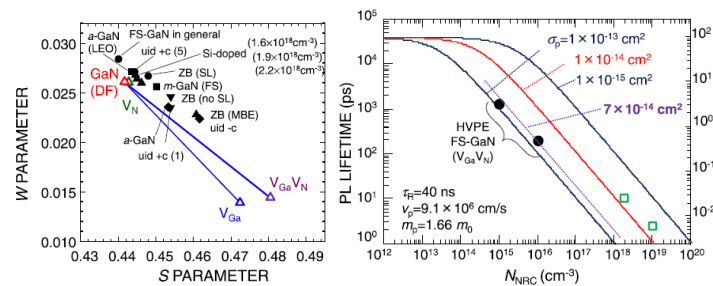 a-GaN
(LEO)
FS-GaN in general
uid +c (5)
Si-doped
(1.6×10¹⁸cm⁻³)
(1.9×10¹⁸cm⁻³)
(2.2×10¹⁸cm⁻³)
GaN
(DF)
V_N
ZB (SL)
m-GaN (FS)
ZB (no SL)
ZB (MBE)
uid -c
a-GaN
uid +c (1)
V_Ga
V_GaV_N
0.030
0.025
0.020
0.015
0.010
W PARAMETER
0.43
0.44
0.45
0.46
0.47
0.48
0.49
S PARAMETER
10⁵
10⁴
10³
10²
10¹
10⁰
PL LIFETIME (ps)
σ_p=1×10⁻¹³ cm²
1×10⁻¹⁴ cm²
1×10⁻¹⁵ cm²
7×10⁻¹⁴ cm²
HVPE
FS-GaN
(V_GaV_N)
τ_R=40 ns
ν_p=9.1×10⁶ cm/s
m_p=1.66 m₀
10²
10¹
10⁰
10⁻¹
10⁻²
10¹²
10¹³
10¹⁴
10¹⁵
10¹⁶
10¹⁷
10¹⁸
10¹⁹
10²⁰
N_NRC (cm⁻³)